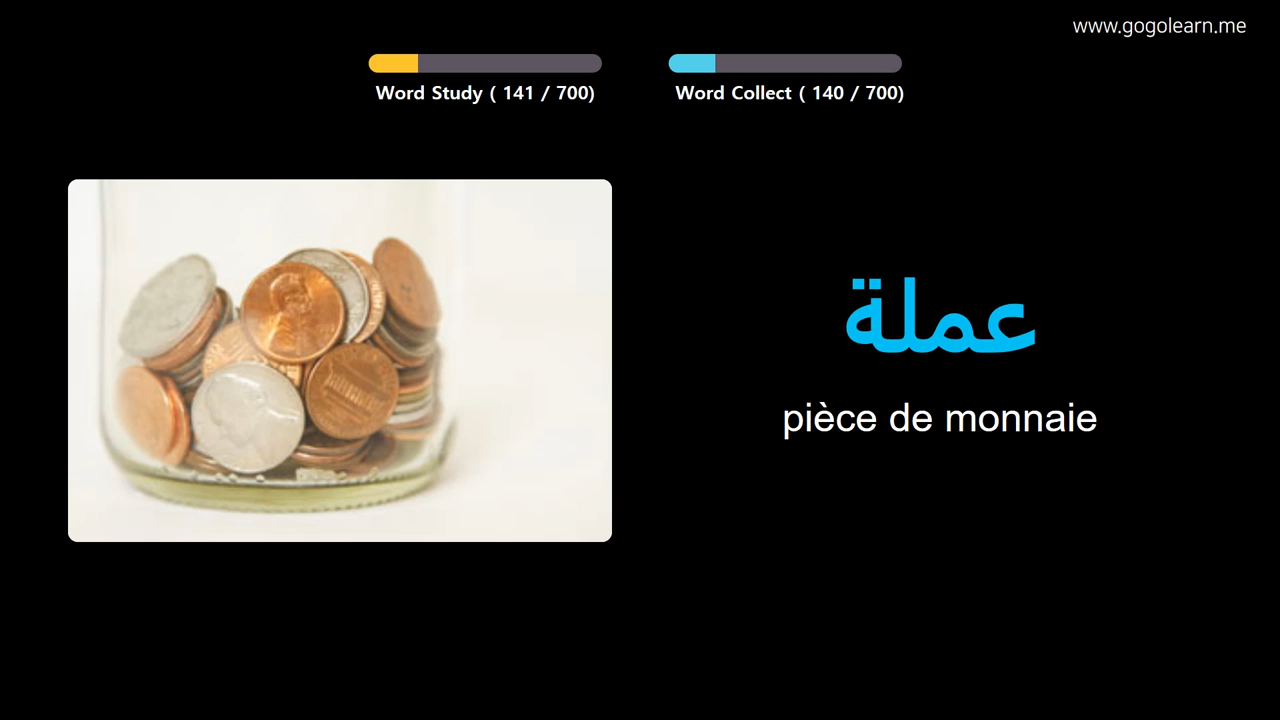 www.gogolearn.me
Word Study ( 141 / 700)
Word Collect ( 140 / 700)
عملة
pièce de monnaie